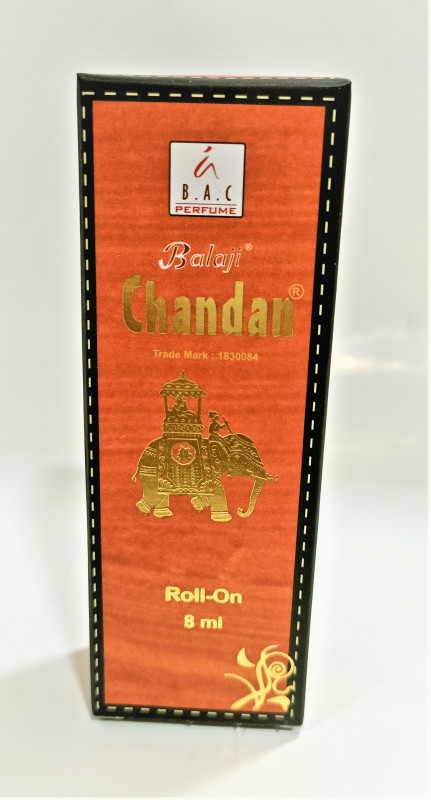 B.A.C
PERFUME
Balaji®
Chandan®
Trade Mark : 1830084
Roll-On
8 ml